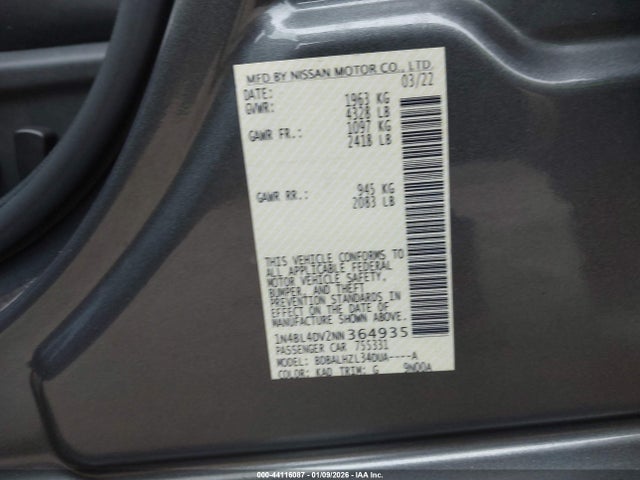 MFD BY NISSAN MOTOR CO., LTD.
DATE: 03/22
GVWR: 1963 KG
4328 LB
GAWR FR.: 1097 KG
2418 LB
GAWR RR.: 945 KG
2083 LB
THIS VEHICLE CONFORMS TO
ALL APPLICABLE FEDERAL
MOTOR VEHICLE SAFETY,
BUMPER, AND THEFT
PREVENTION STANDARDS
IN EFFECT ON THE DATE OF
MANUFACTURE SHOWN ABOVE.
1N4BL4DV2NN364935
PASSENGER CAR 755331
MODEL: BDBALHZL34DUA----A
COLOR: KAD TRIM: G 9N00A
000-44116087 - 01/09/2026 - IAA Inc.